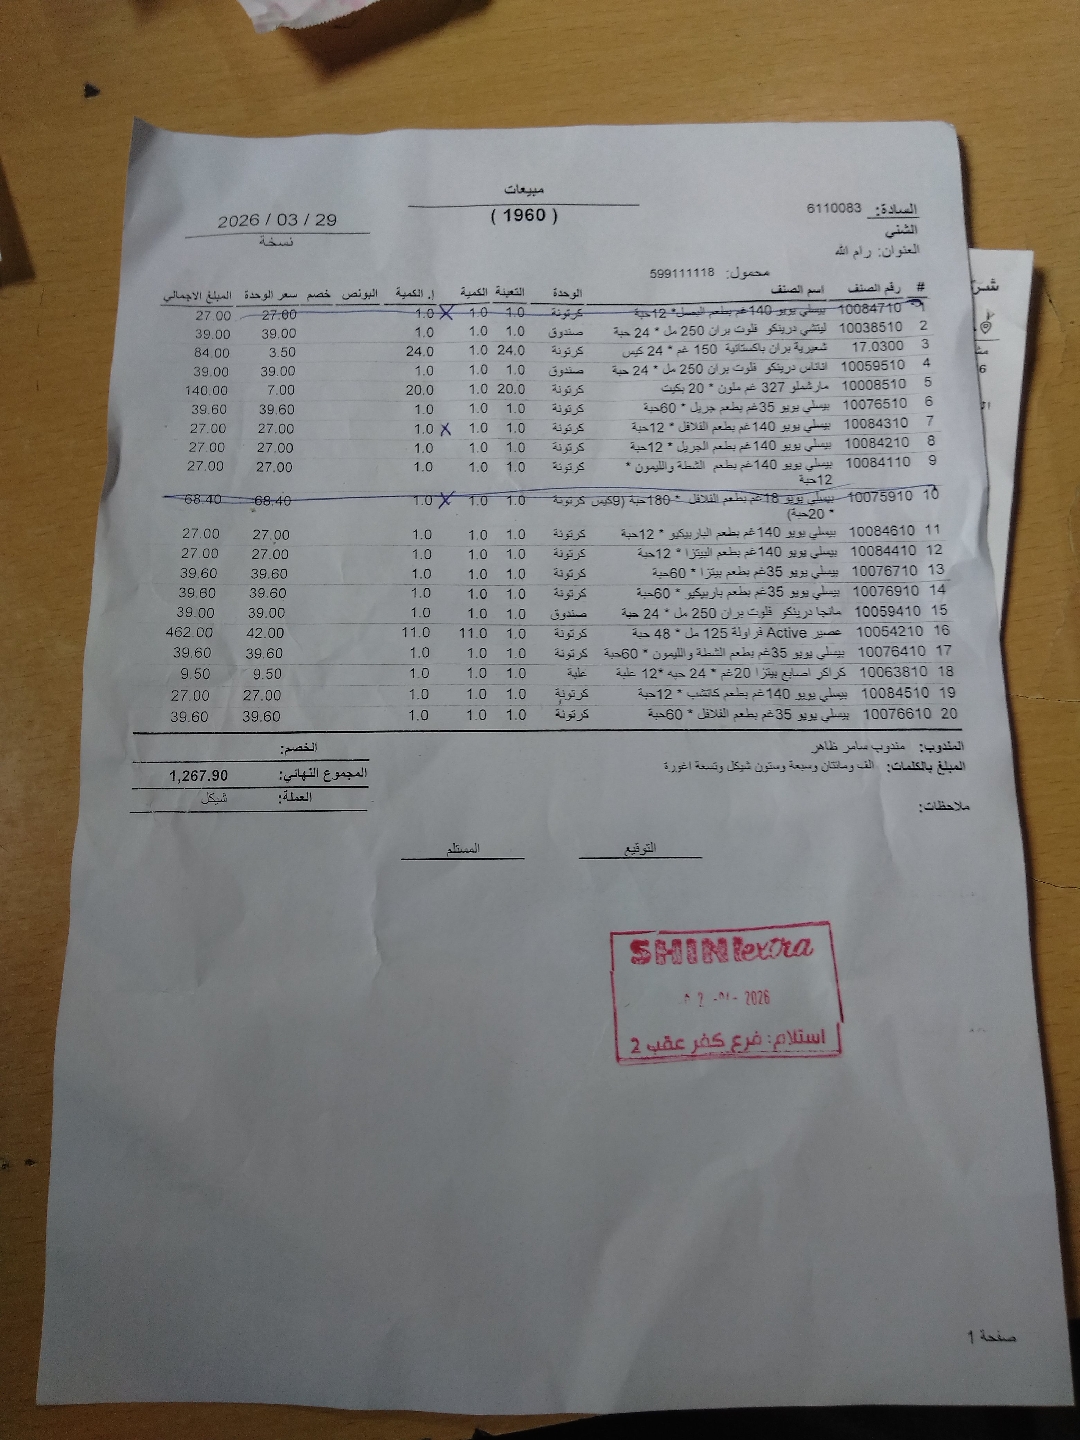 مبيعات
( 1960 )
السادة: 6110083
2026 / 03 / 29
الشني
نسخة
العنوان: رام الله
محمول: 599111118
# رقم الصنف اسم الصنف الوحدة التعبئة الكمية إ. الكمية البونص خصم سعر الوحدة المبلغ الاجمالي
1 10084710 بيسلي يويو 140غم بطعم البصل* 12حبة كرتونة 1.0 1.0 1.0 27.00 27.00
2 10038510 ليتشي درينكو فلوت بران 250 مل * 24 حبة صندوق 1.0 1.0 1.0 39.00 39.00
3 17.0300 شعيرية بران باكستانية 150 غم * 24 كيس كرتونة 24.0 1.0 24.0 3.50 84.00
4 10059510 اناناس درينكو فلوت بران 250 مل * 24 حبة صندوق 1.0 1.0 1.0 39.00 39.00
5 10008510 مارشملو 327 غم ملون * 20 بكيت كرتونة 20.0 1.0 20.0 7.00 140.00
6 10076510 بيسلي يويو 35غم بطعم جريل * 60حبة كرتونة 1.0 1.0 1.0 39.60 39.60
7 10084310 بيسلي يويو 140غم بطعم الفلافل * 12حبة كرتونة 1.0 1.0 1.0 27.00 27.00
8 10084210 بيسلي يويو 140غم بطعم الجريل * 12حبة كرتونة 1.0 1.0 1.0 27.00 27.00
9 10084110 بيسلي يويو 140غم بطعم الشطة والليمون * كرتونة 1.0 1.0 1.0 27.00 27.00
12حبة
10 10075910 بيسلي يويو 18غم بطعم الفلافل * 180حبة (9كيس كرتونة 1.0 1.0 1.0 68.40 68.40
* 20حبة)
11 10084610 بيسلي يويو 140غم بطعم الباربيكيو * 12حبة كرتونة 1.0 1.0 1.0 27.00 27.00
12 10084410 بيسلي يويو 140غم بطعم البيتزا * 12حبة كرتونة 1.0 1.0 1.0 27.00 27.00
13 10076710 بيسلي يويو 35غم بطعم بيتزا * 60حبة كرتونة 1.0 1.0 1.0 39.60 39.60
14 10076910 بيسلي يويو 35غم بطعم باربيكيو * 60حبة كرتونة 1.0 1.0 1.0 39.60 39.60
15 10059410 مانجا درينكو فلوت بران 250 مل * 24 حبة صندوق 1.0 1.0 1.0 39.00 39.00
16 10054210 عصير Active فراولة 125 مل * 48 حبة كرتونة 1.0 11.0 11.0 42.00 462.00
17 10076410 بيسلي يويو 35غم بطعم الشطة والليمون * 60حبة كرتونة 1.0 1.0 1.0 39.60 39.60
18 10063810 كراكر اصابع بيتزا 20غم * 24 حبه *12 علبة علبة 1.0 1.0 1.0 9.50 9.50
19 10084510 بيسلي يويو 140غم بطعم كاتشب * 12حبة كرتونة 1.0 1.0 1.0 27.00 27.00
20 10076610 بيسلي يويو 35غم بطعم الفلافل * 60حبة كرتونة 1.0 1.0 1.0 39.60 39.60
المندوب: مندوب سامر ظاهر
الخصم:
المبلغ بالكلمات: الف ومائتان وسبعة وستون شيكل وتسعة اغورة
المجموع النهائي: 1,267.90
العملة: شيكل
ملاحظات:
التوقيع
المستلم
SHINI extra
2026
استلام: فرع كفر عقب 2
صفحة 1